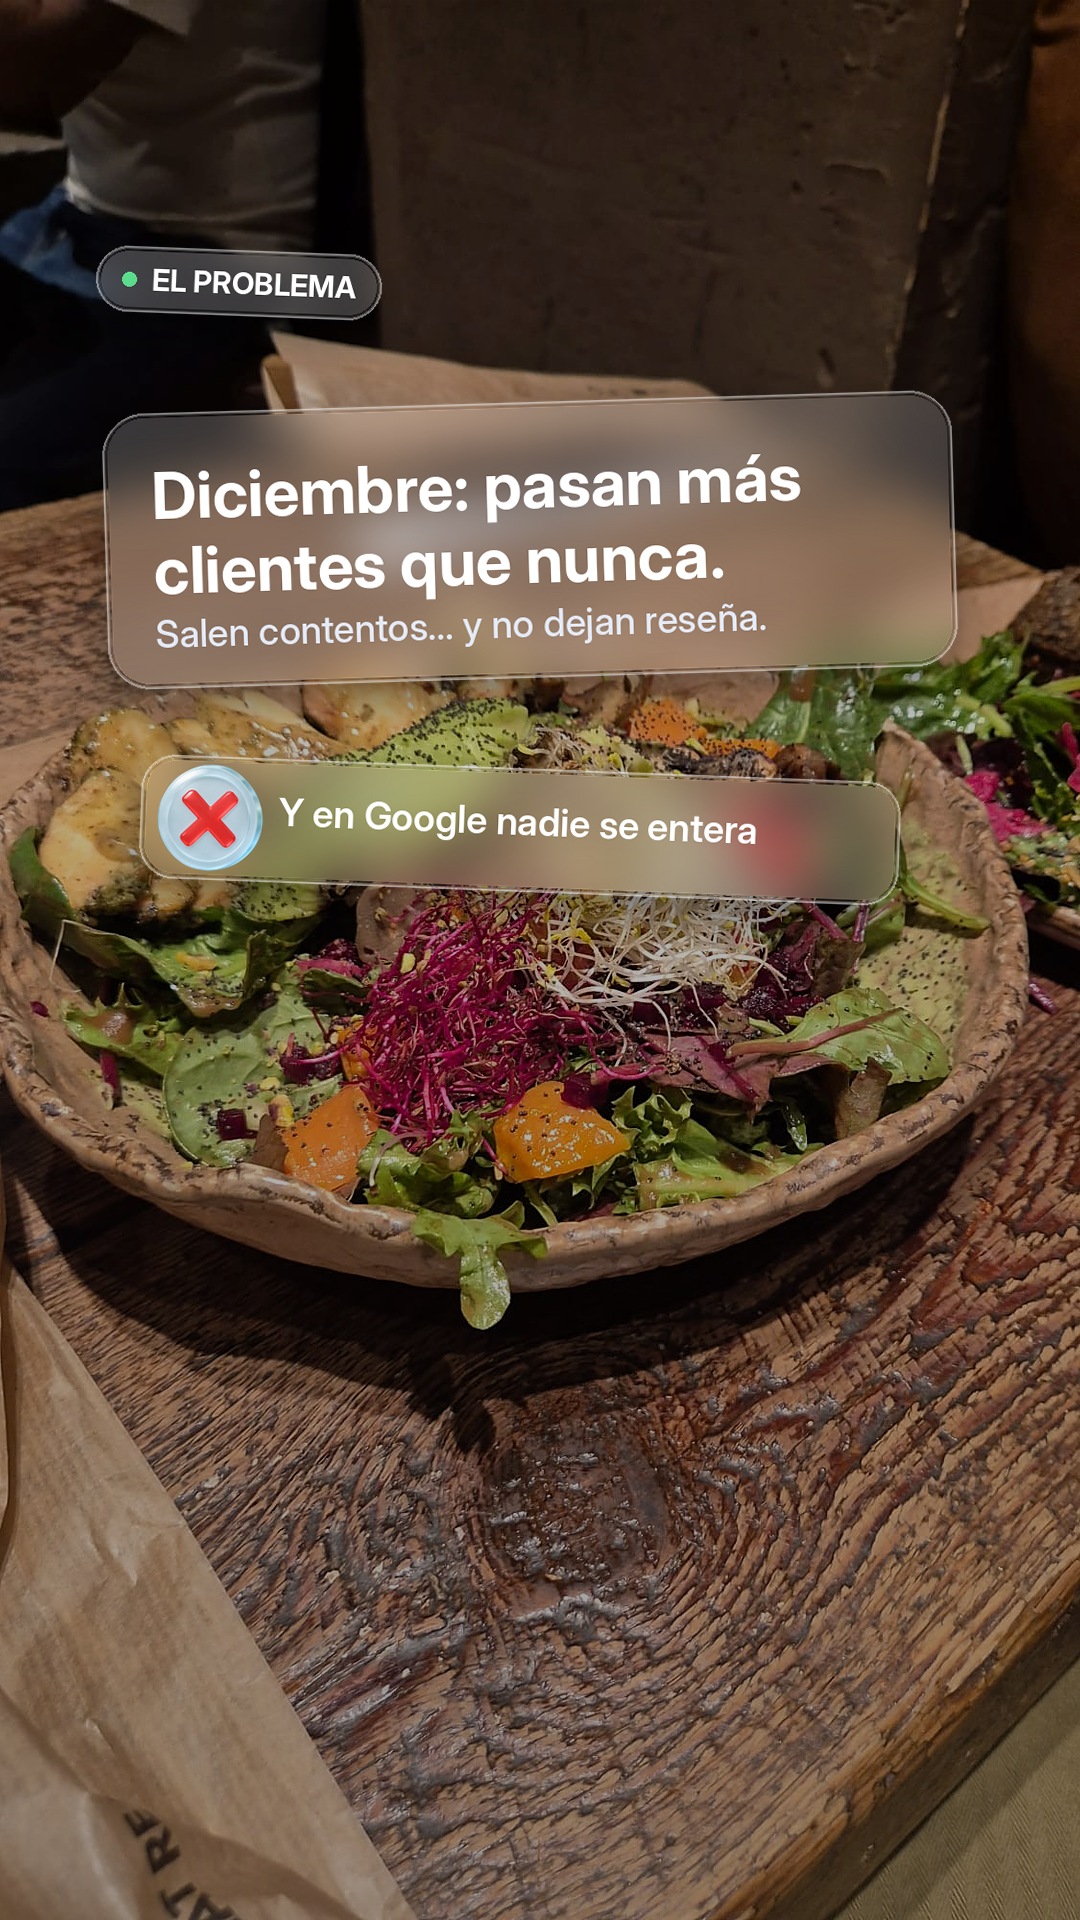 EL PROBLEMA
Diciembre: pasan más
clientes que nunca.
Salen contentos... y no dejan reseña.
Y en Google nadie se entera